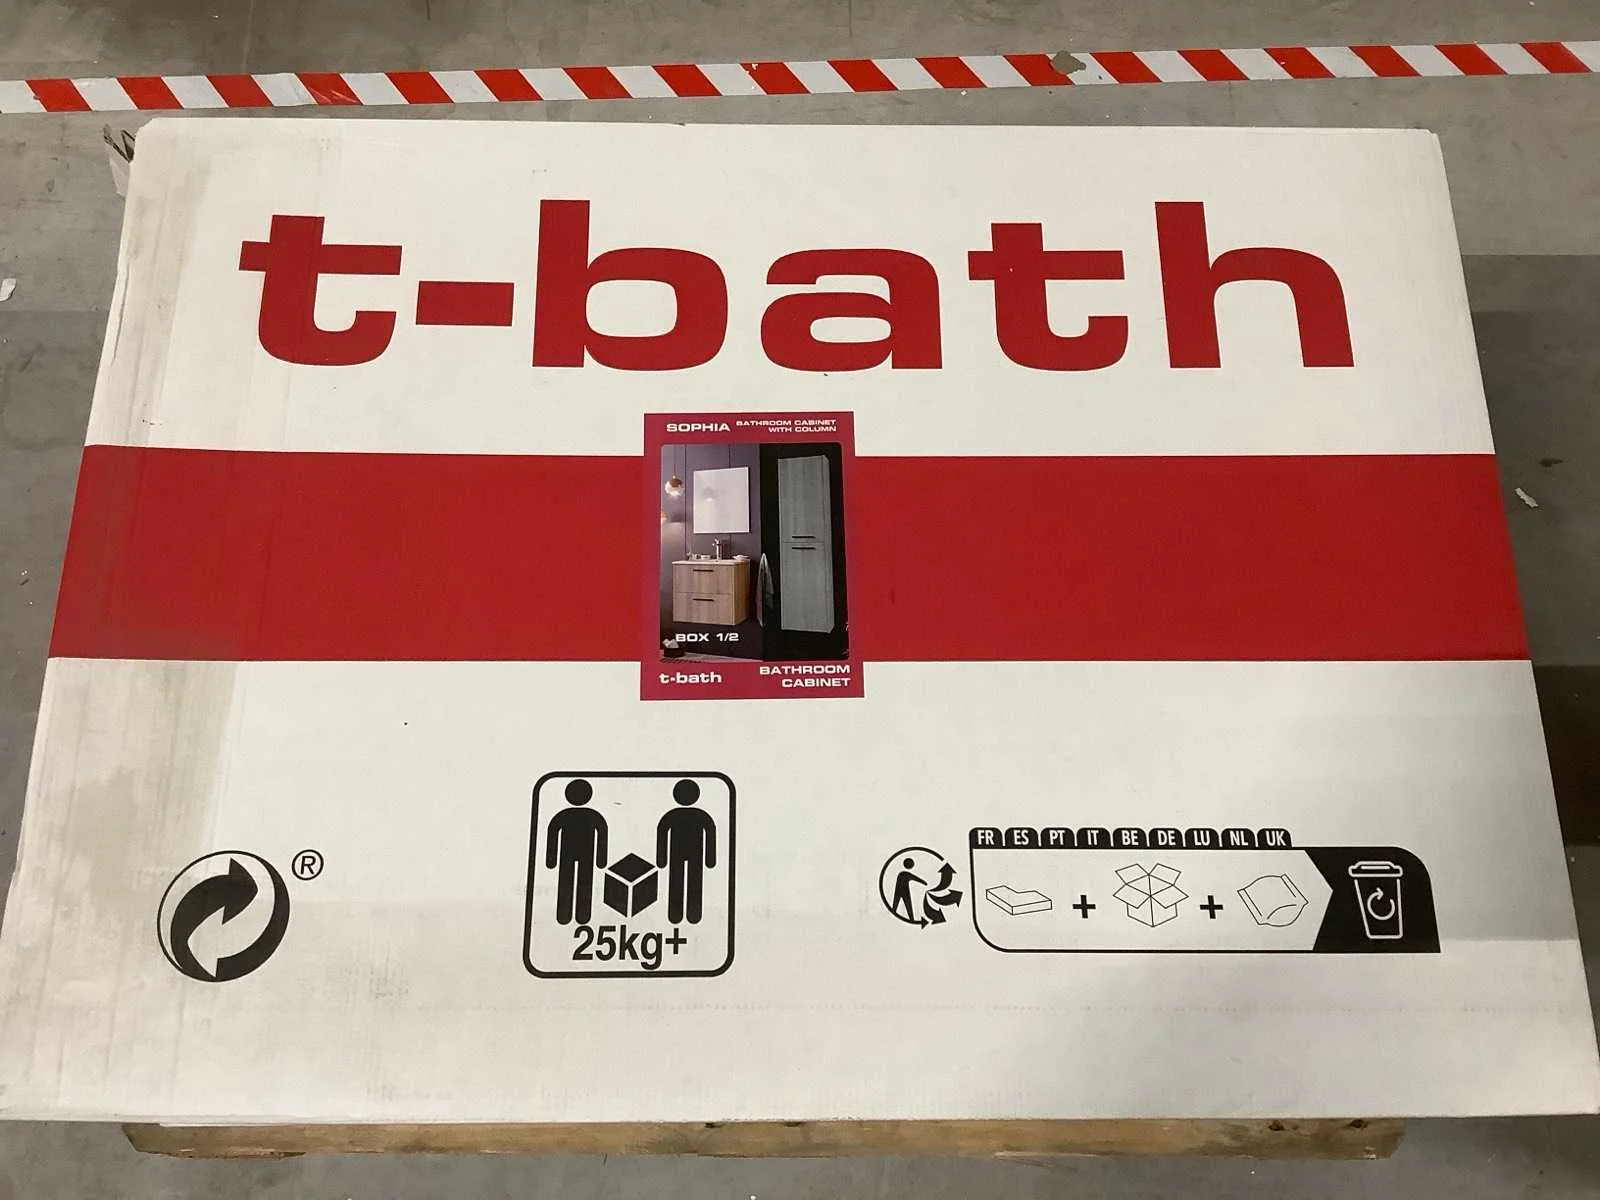 t-bath
SOPHIA BATHROOM CABINET
WITH COLUMN
BOX 1/2
t-bath BATHROOM
CABINET
®
25kg+
FR ES PT IT BE DE LU NL UK
+ +